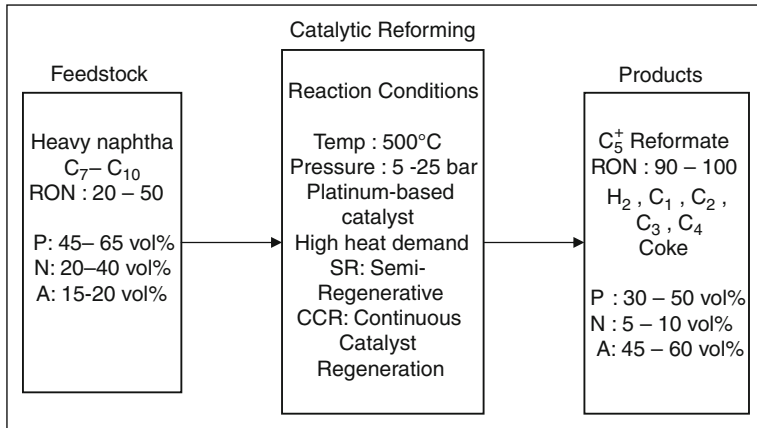 Catalytic Reforming
Feedstock
Heavy naphtha
C₇– C₁₀
RON : 20 – 50
P: 45– 65 vol%
N: 20–40 vol%
A: 15-20 vol%
Reaction Conditions
Temp : 500°C
Pressure : 5 -25 bar
Platinum-based
catalyst
High heat demand
SR: Semi-
Regenerative
CCR: Continuous
Catalyst
Regeneration
Products
C₅⁺ Reformate
RON: 90 – 100
H₂ , C₁ , C₂ ,
C₃ , C₄
Coke
P : 30 – 50 vol%
N : 5 – 10 vol%
A: 45 – 60 vol%